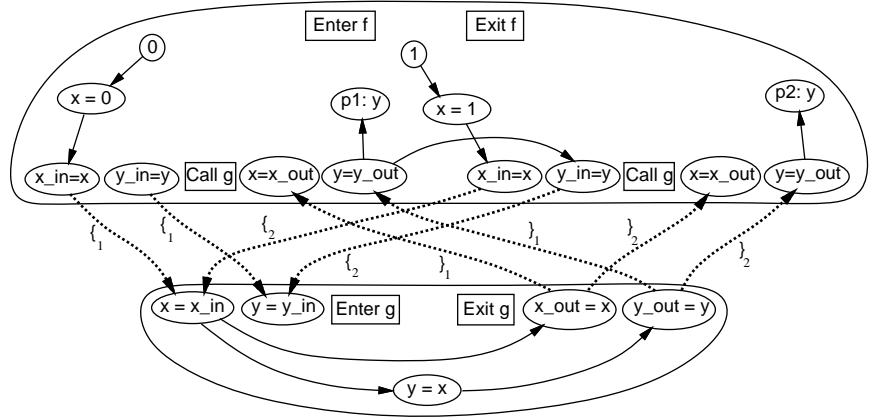 Enter f
Exit f
0
1
x = 0
p1: y
x = 1
p2: y
x_in=x
y_in=y
Call g
x=x_out
y=y_out
x_in=x
y_in=y
Call g
x=x_out
y=y_out
{1
{1
{2
{2
}1
}1
}2
}2
x = x_in
y = y_in
Enter g
Exit g
x_out = x
y_out = y
y = x